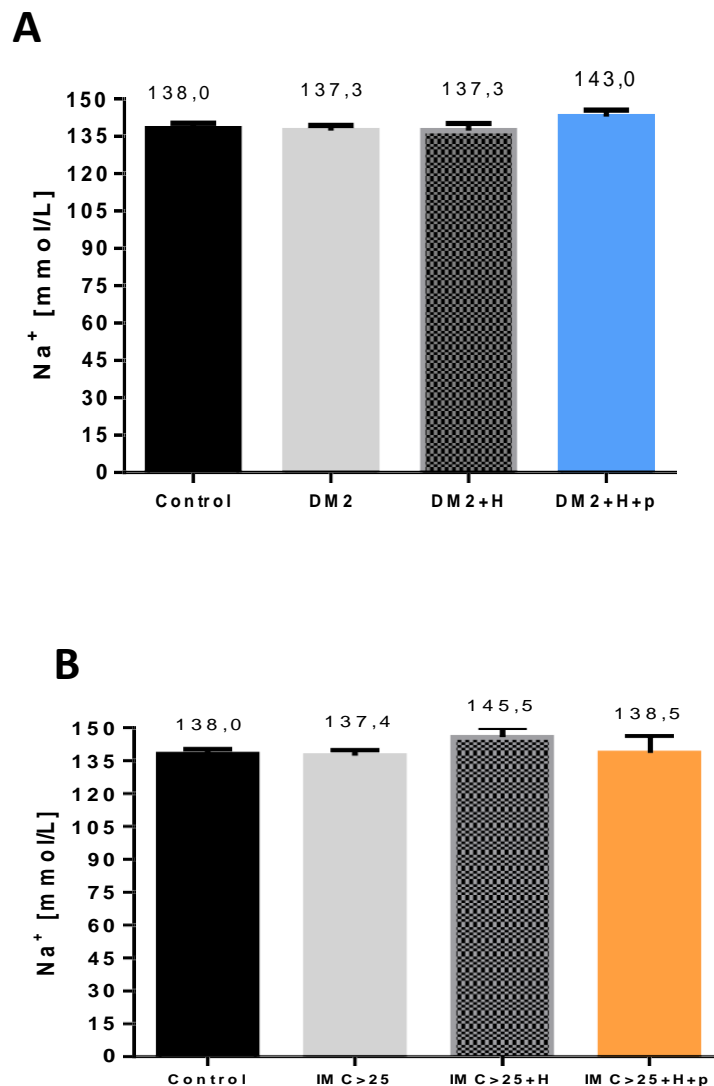 A
138,0 137,3 137,3 143,0
150
135
120
105
90
75
60
45
30
15
0
Na⁺ [mmol/L]
Control DM2 DM2+H DM2+H+p
B
138,0 137,4 145,5 138,5
150
135
120
105
90
75
60
45
30
15
0
Na⁺ [mmol/L]
Control IMC>25 IMC>25+H IMC>25+H+p